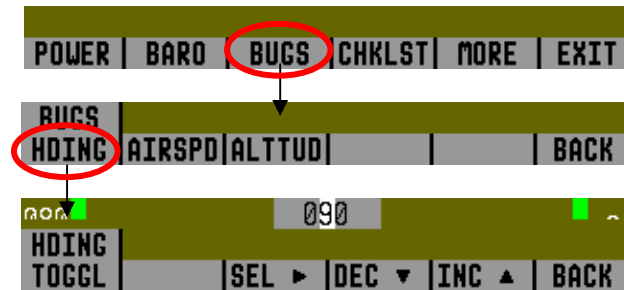 POWER BARO BUGS CHKLST MORE EXIT
BUGS
HDING AIRSPD ALTTUD BACK
090
HDING
TOGGL SEL ► DEC ▼ INC ▲ BACK